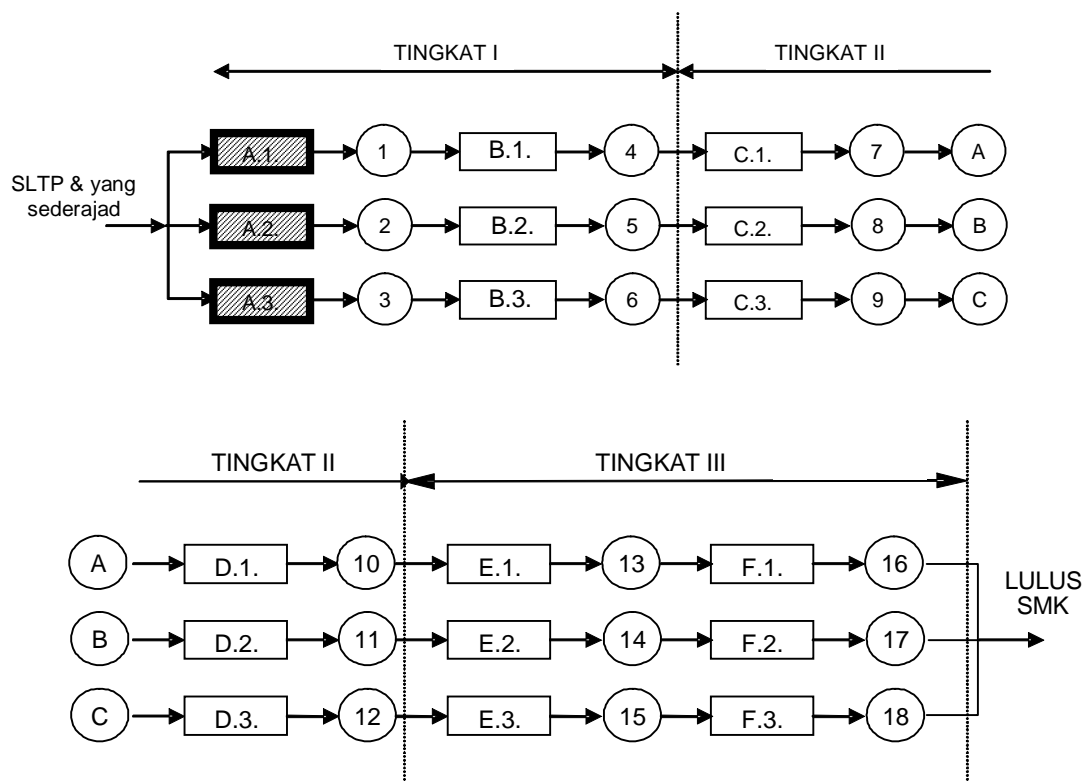 TINGKAT I
TINGKAT II
A.1.
1
B.1.
4
C.1.
7
A
SLTP & yang
sederajad
A.2.
2
B.2.
5
C.2.
8
B
A.3.
3
B.3.
6
C.3.
9
C
TINGKAT II
TINGKAT III
A
D.1.
10
E.1.
13
F.1.
16
LULUS
SMK
B
D.2.
11
E.2.
14
F.2.
17
C
D.3.
12
E.3.
15
F.3.
18